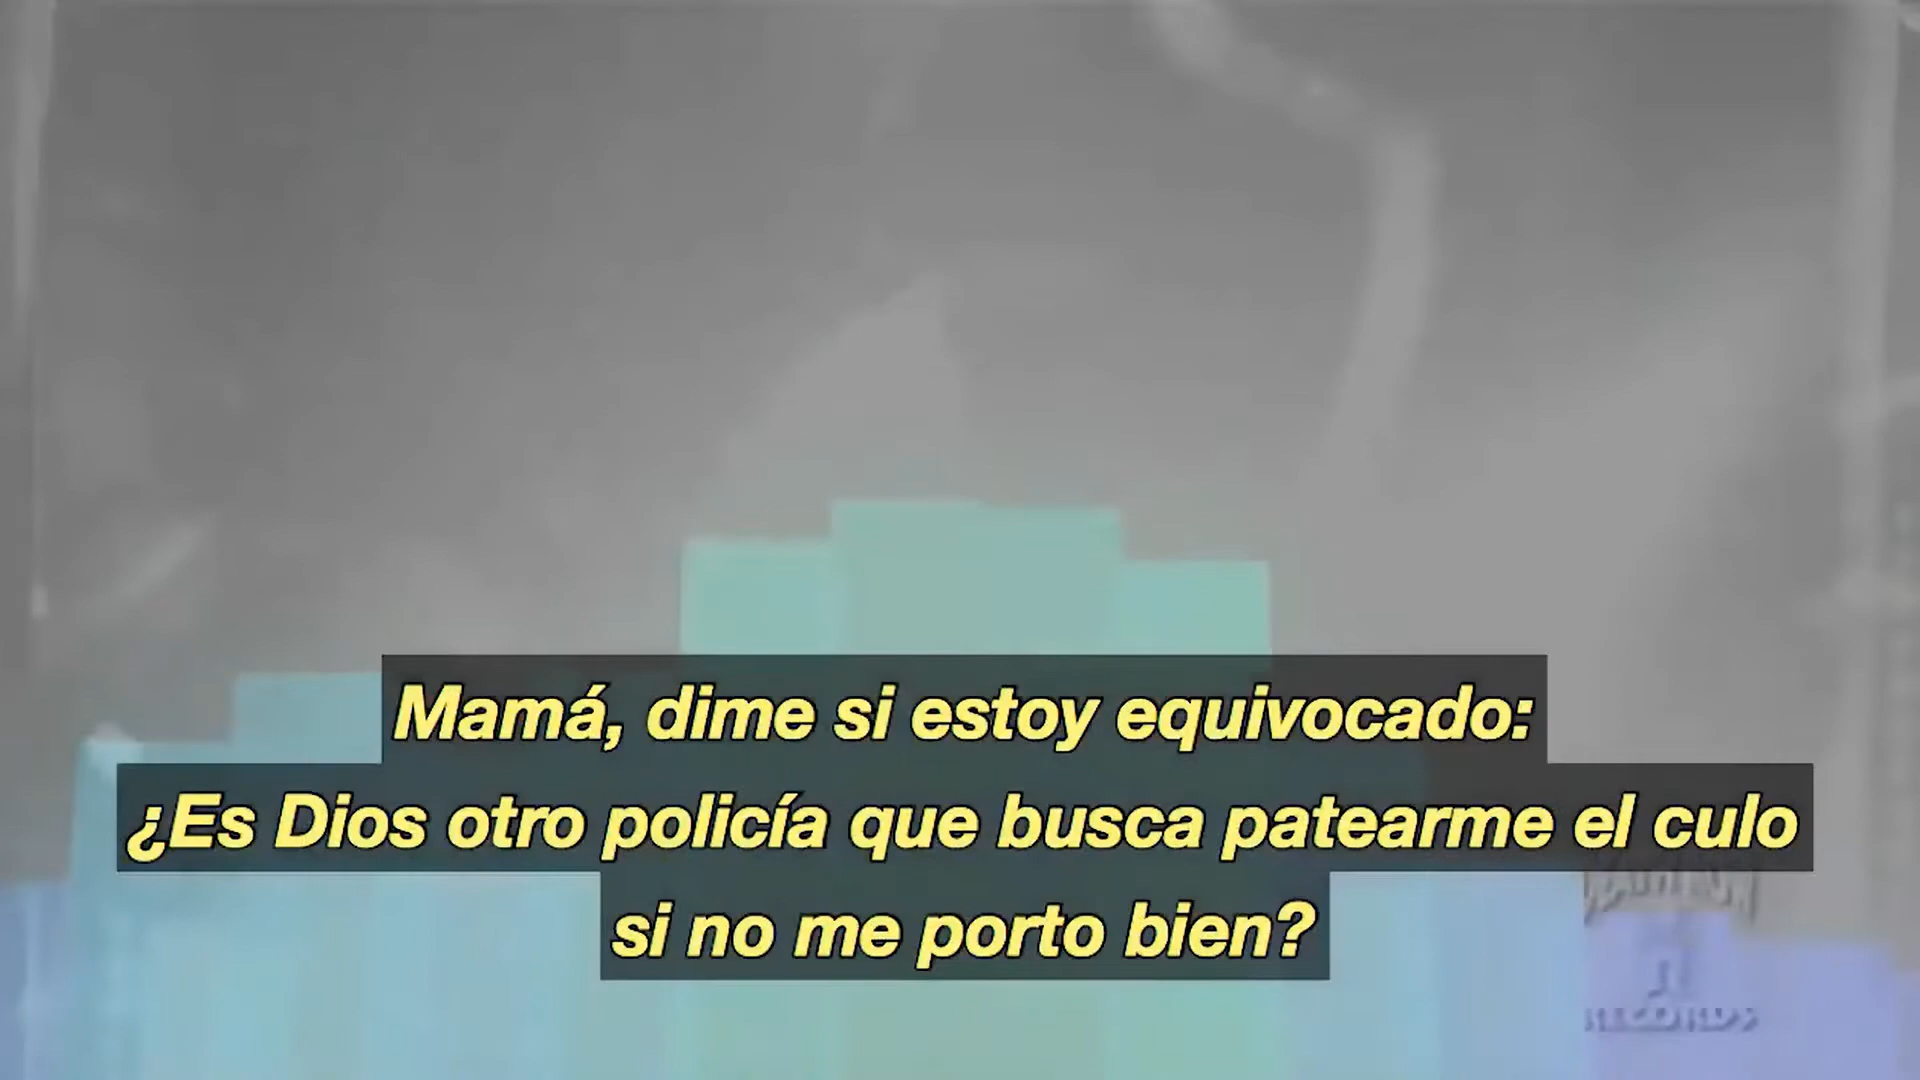 Mamá, dime si estoy equivocado:
¿Es Dios otro policía que busca patearme el culo
si no me porto bien?
RECORDS